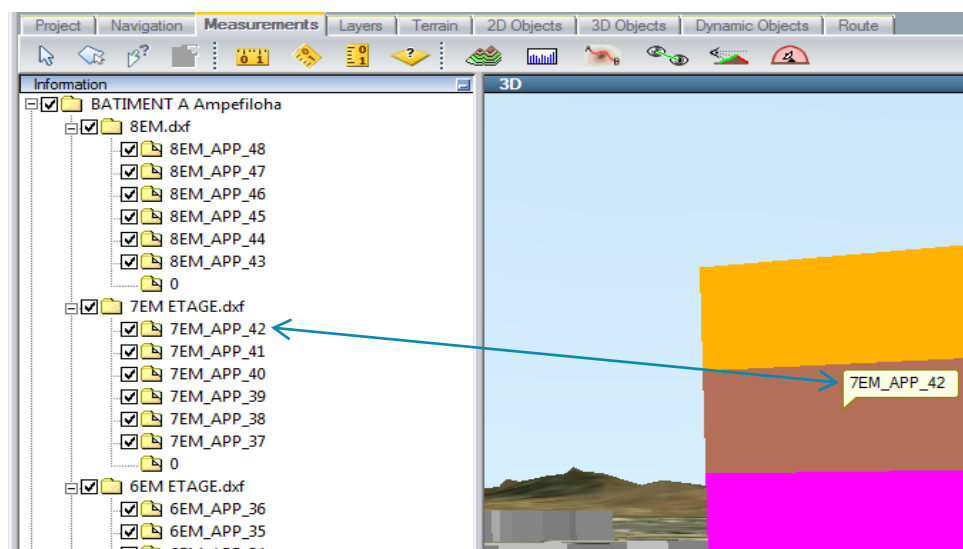 Project Navigation Measurements Layers Terrain 2D Objects 3D Objects Dynamic Objects Route
Information
3D
BATIMENT A Ampefiloha
8EM.dxf
8EM_APP_48
8EM_APP_47
8EM_APP_46
8EM_APP_45
8EM_APP_44
8EM_APP_43
0
7EM ETAGE.dxf
7EM_APP_42
7EM_APP_41
7EM_APP_40
7EM_APP_39
7EM_APP_38
7EM_APP_37
0
6EM ETAGE.dxf
6EM_APP_36
6EM_APP_35
7EM_APP_42